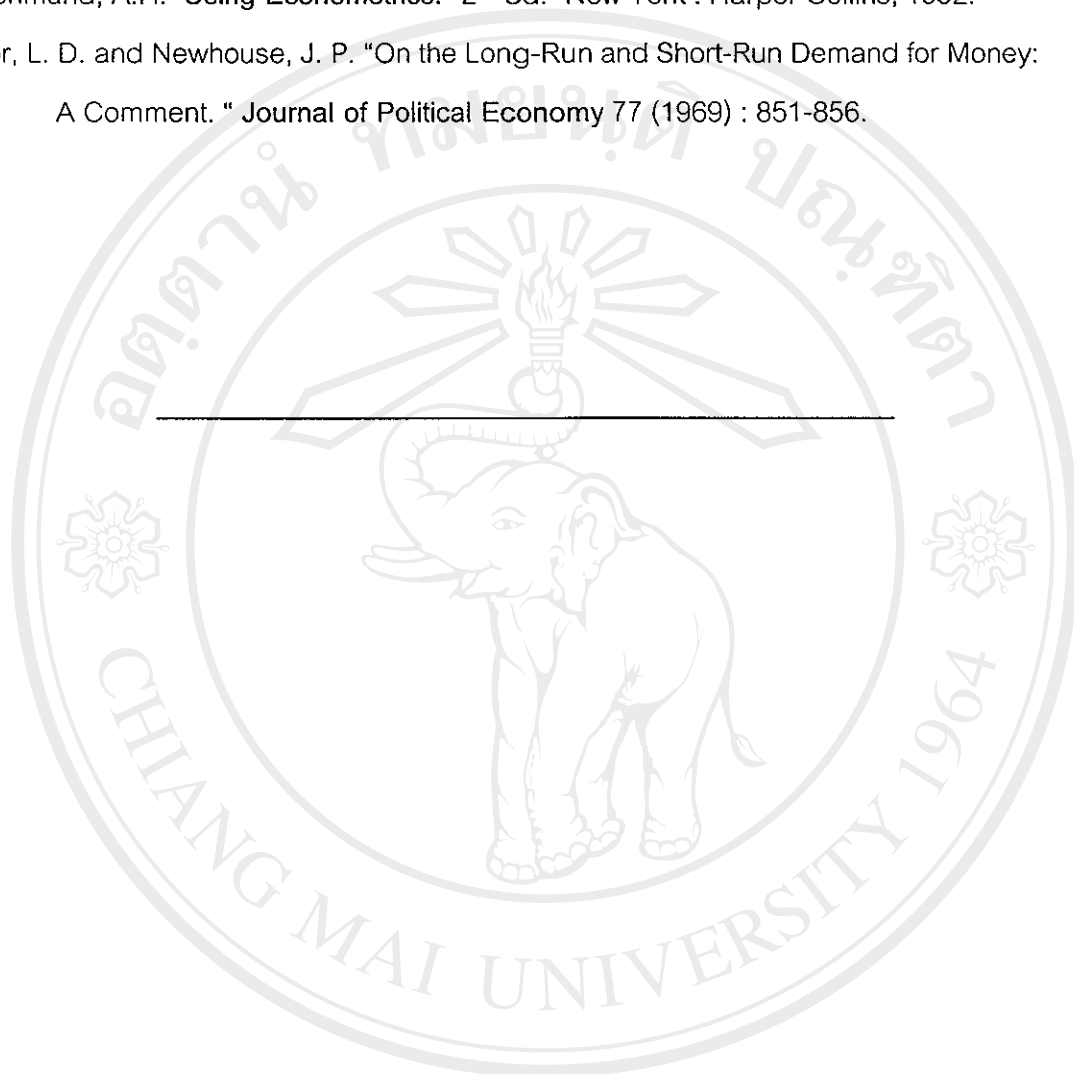 A.H. Using Econometrics. 2 ed. New York : Harper Collins, 1992.
r, L. D. and Newhouse, J. P. “On the Long-Run and Short-Run Demand for Money:
A Comment. “ Journal of Political Economy 77 (1969) : 851-856.
CHIANG MAI UNIVERSITY 1964